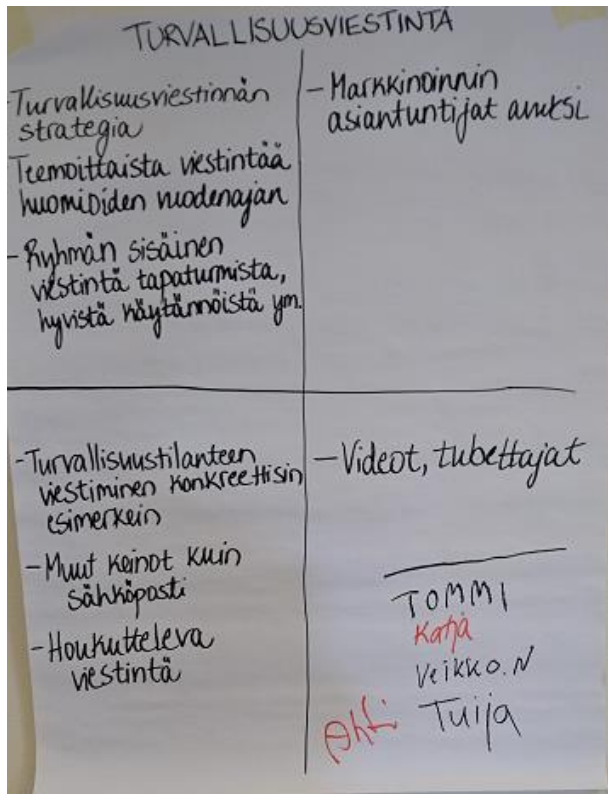 TURVALLISUUSVIESTINTÄ
- Turvallisuusviestinnän
strategia
Teemoittaista viestintää
huomioiden vuodenajan
- Ryhmän sisäinen
viestintä tapaturmista,
hyvistä käytännöistä ym.
- Markkinoinnin
asiantuntijat avuksi
- Turvallisuustilanteen
viestiminen konkreettisin
esimerkein
- Muut keinot kuin
sähköposti
- Houkutteleva
viestintä
- Videot, tubettajat
TOMMI
Katja
Veikko.N
Tuija
Ahti